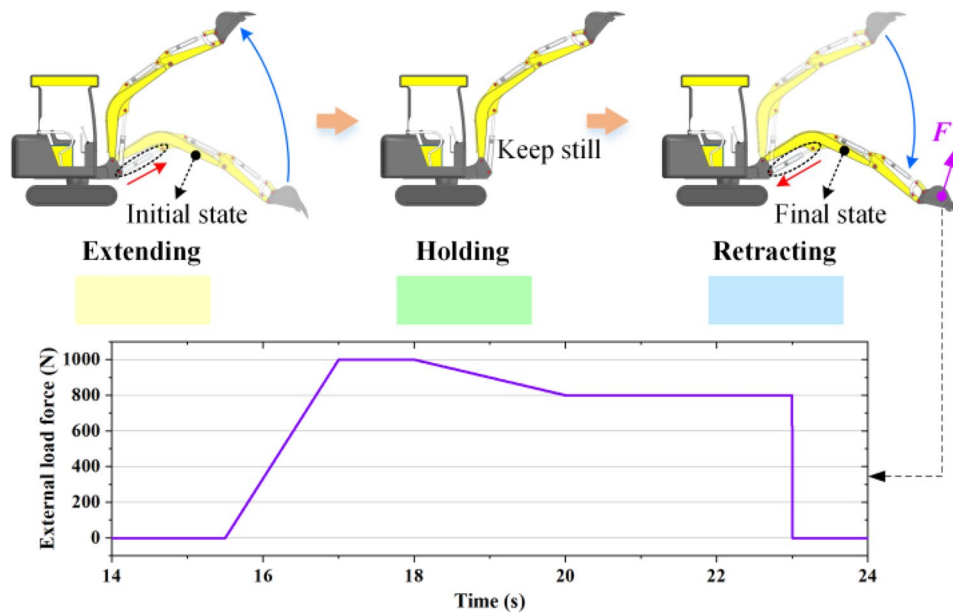 Keep still
F
Initial state
Final state
Extending
Holding
Retracting
External load force (N)
1000
800
600
400
200
0
14
16
18
20
22
24
Time (s)